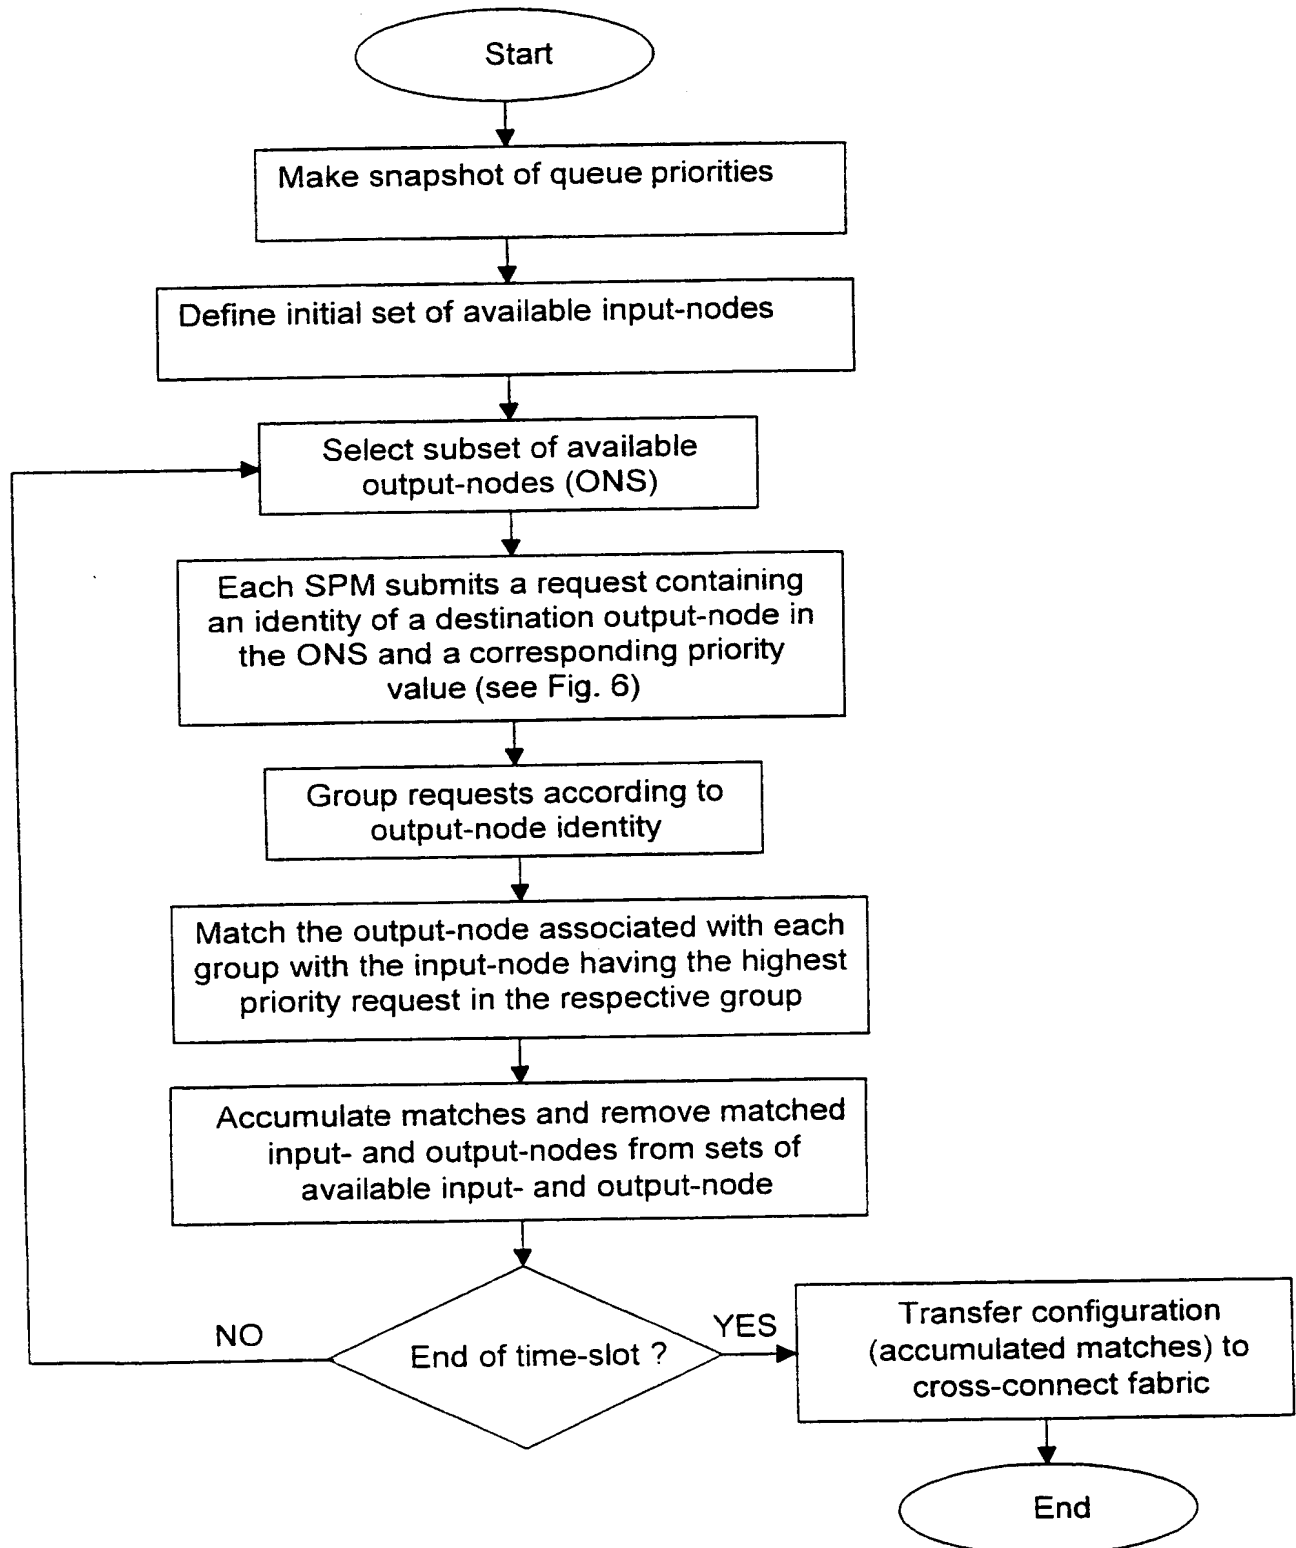 Start
Make snapshot of queue priorities
Define initial set of available input-nodes
Select subset of available
output-nodes (ONS)
Each SPM submits a request containing
an identity of a destination output-node in
the ONS and a corresponding priority
value (see Fig. 6)
Group requests according to
output-node identity
Match the output-node associated with each
group with the input-node having the highest
priority request in the respective group
Accumulate matches and remove matched
input- and output-nodes from sets of
available input- and output-node
NO
End of time-slot ?
YES
Transfer configuration
(accumulated matches) to
cross-connect fabric
End